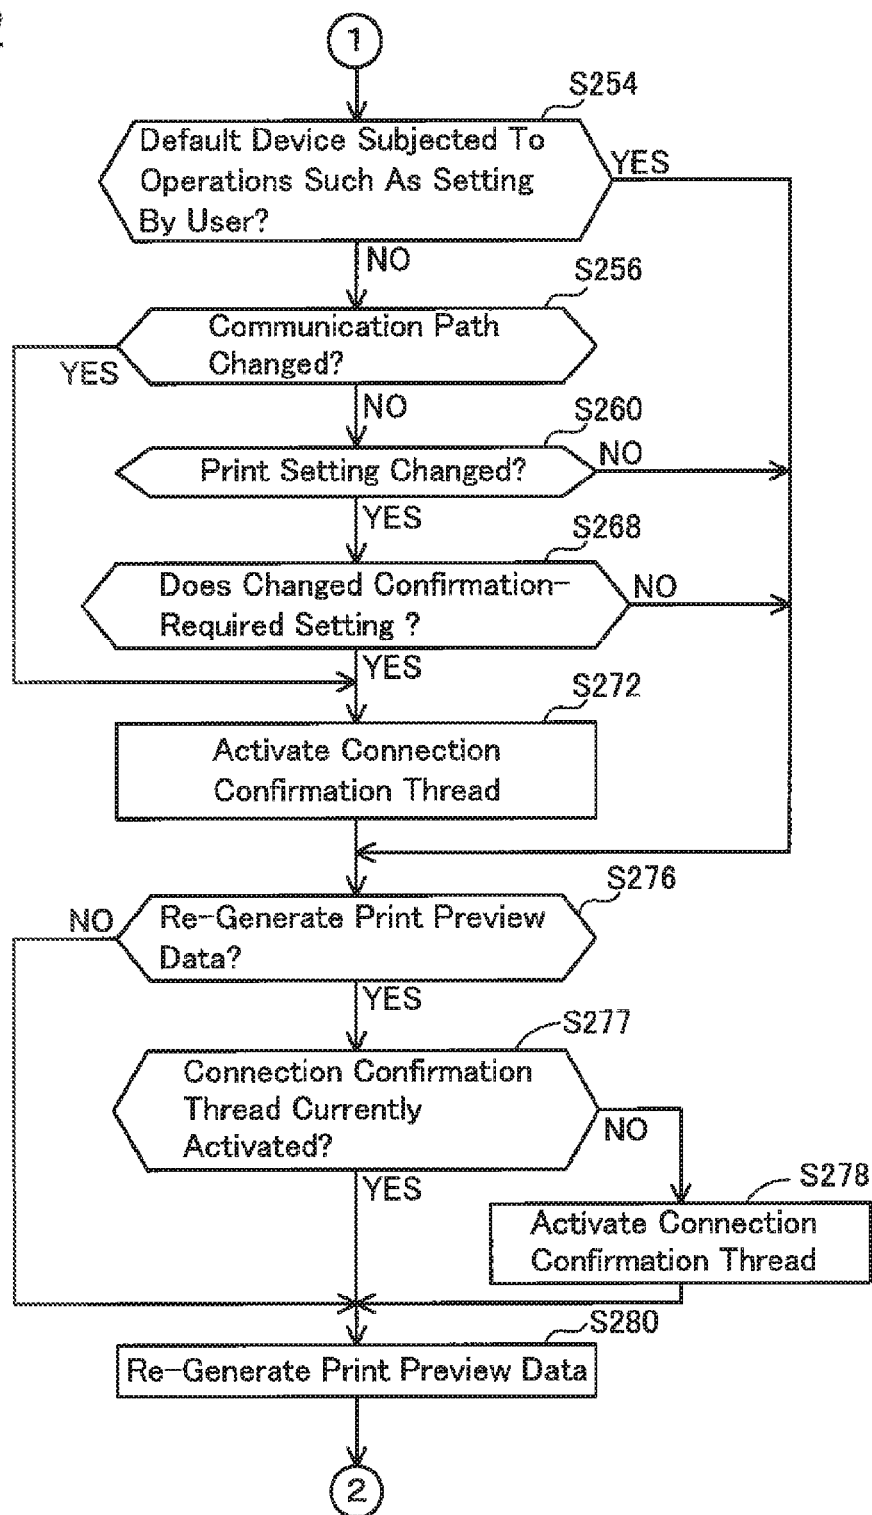 1
S254
Default Device Subjected To
Operations Such As Setting
By User?
YES
NO
S256
Communication Path
Changed?
YES
NO
S260
Print Setting Changed?
NO
YES
S268
Does Changed Confirmation-
Required Setting ?
NO
YES
S272
Activate Connection
Confirmation Thread
S276
NO
Re-Generate Print Preview
Data?
YES
S277
Connection Confirmation
Thread Currently
Activated?
NO
YES
S278
Activate Connection
Confirmation Thread
S280
Re-Generate Print Preview Data
2